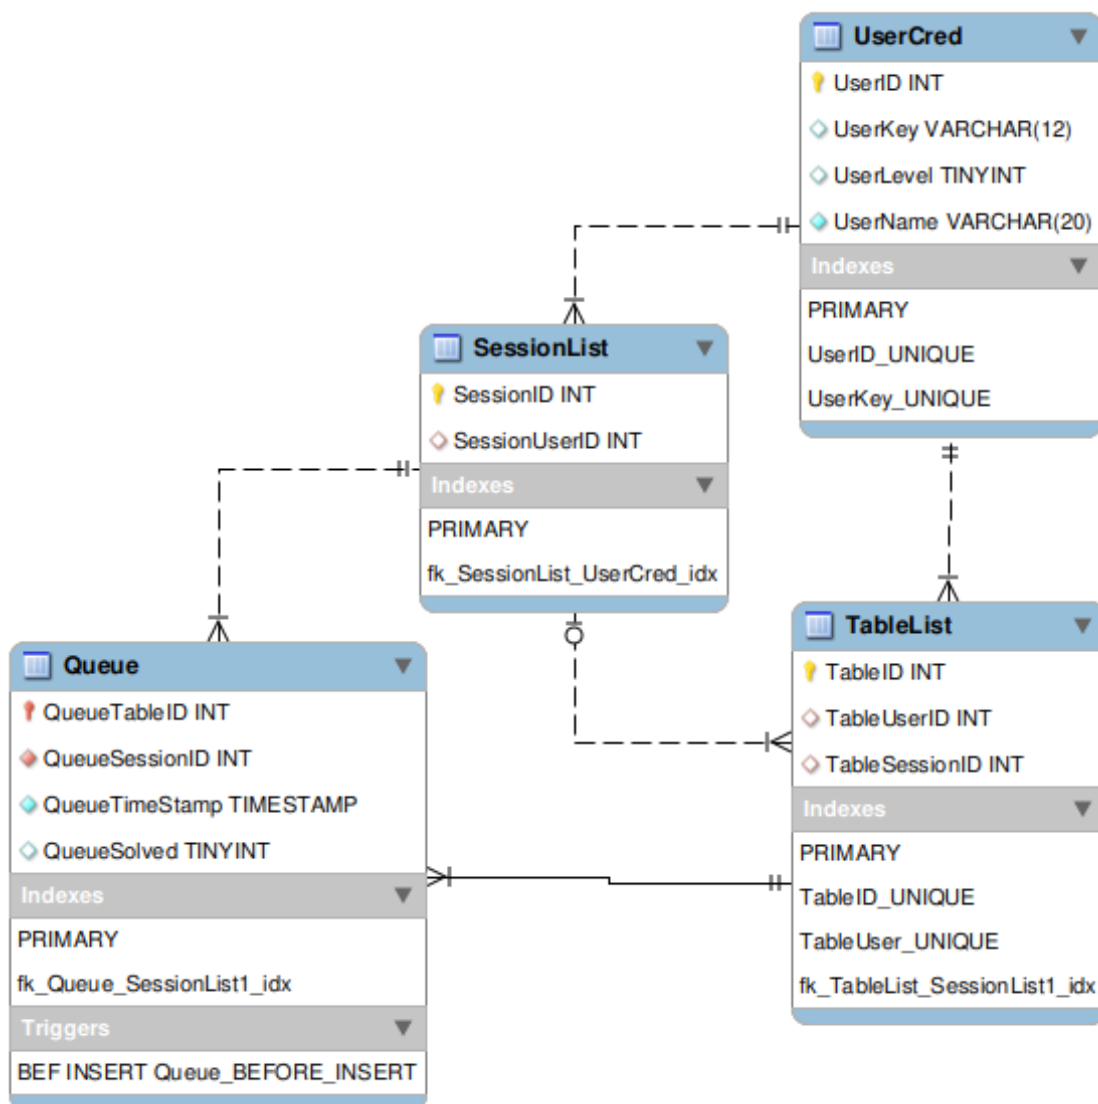 UserCred
UserID INT
UserKey VARCHAR(12)
UserLevel TINYINT
UserName VARCHAR(20)
Indexes
PRIMARY
UserID_UNIQUE
UserKey_UNIQUE
SessionList
SessionID INT
SessionUserID INT
Indexes
PRIMARY
fk_SessionList_UserCred_idx
Queue
QueueTableID INT
QueueSessionID INT
QueueTimeStamp TIMESTAMP
QueueSolved TINYINT
Indexes
PRIMARY
fk_Queue_SessionList1_idx
Triggers
BEF INSERT Queue_BEFORE_INSERT
TableList
TableID INT
TableUserID INT
TableSessionID INT
Indexes
PRIMARY
TableID_UNIQUE
TableUser_UNIQUE
fk_TableList_SessionList1_idx